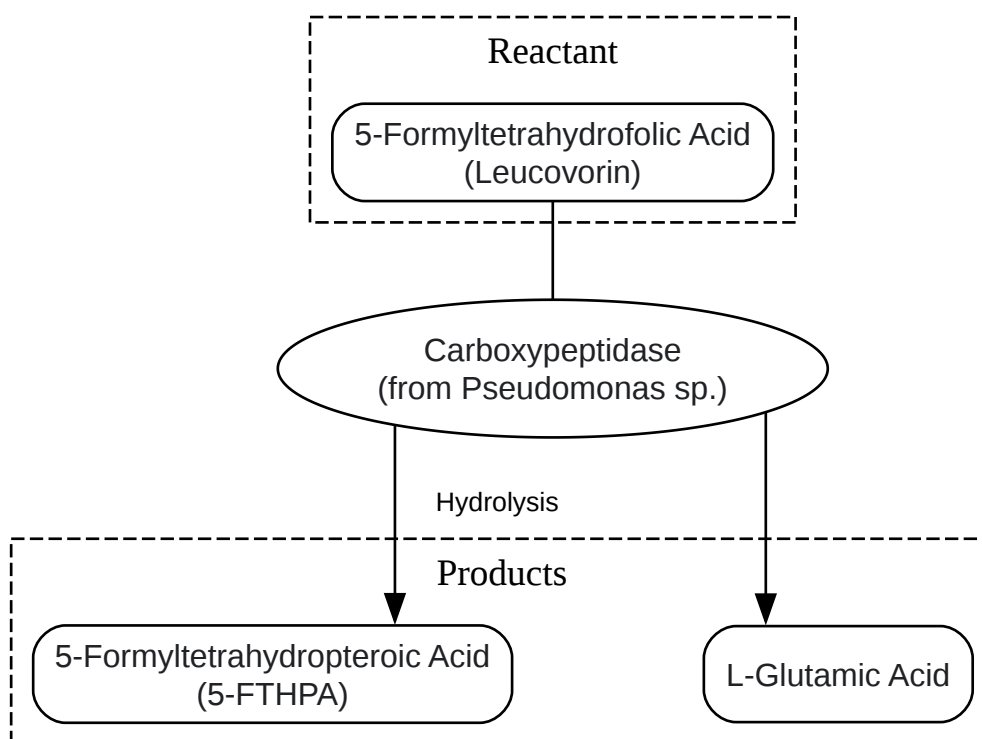 Reactant
5-Formyltetrahydrofolic Acid
(Leucovorin)
Carboxypeptidase
(from Pseudomonas sp.)
Hydrolysis
Products
5-Formyltetrahydropteroic Acid
(5-FTHPA)
L-Glutamic Acid